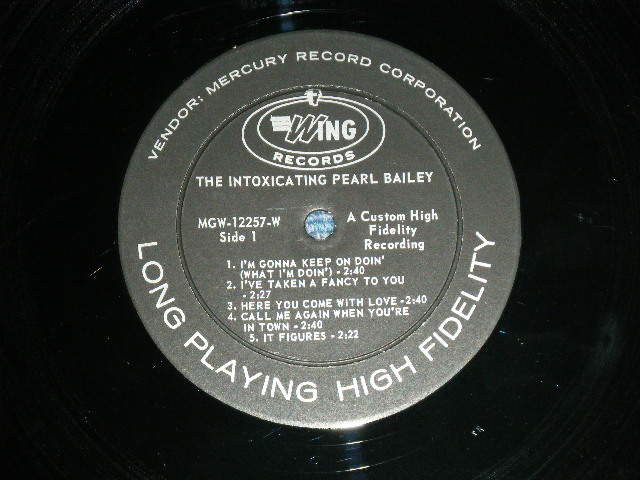 VENDOR: MERCURY RECORD CORPORATION
WING
RECORDS
THE INTOXICATING PEARL BAILEY
MGW-12257-W
Side 1
A Custom High
Fidelity
Recording
1. I'M GONNA KEEP ON DOIN'
(WHAT I'M DOIN') - 2:40
2. I'VE TAKEN A FANCY TO YOU
- 2:27
3. HERE YOU COME WITH LOVE - 2:40
4. CALL ME AGAIN WHEN YOU'RE
IN TOWN - 2:40
5. IT FIGURES - 2:22
LONG PLAYING HIGH FIDELITY